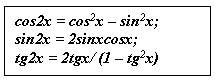 cos2x = cos²x – sin²x;
sin2x = 2sinxcosx;
tg2x = 2tgx/ (1 – tg²x)